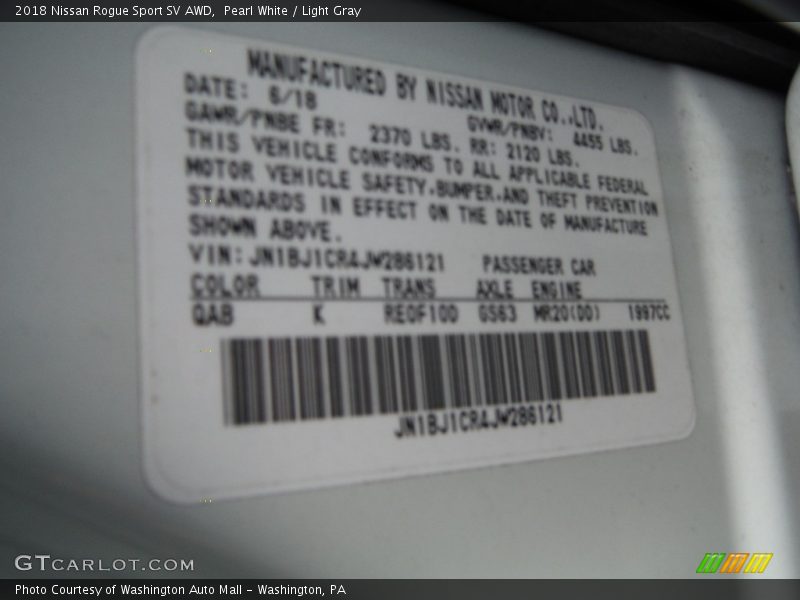 2018 Nissan Rogue Sport SV AWD, Pearl White / Light Gray
MANUFACTURED BY NISSAN MOTOR CO.,LTD.
DATE: 6/18 GVWR/PNBV: 4455 LBS.
GAWR/PNBE FR: 2370 LBS. RR: 2120 LBS.
THIS VEHICLE CONFORMS TO ALL APPLICABLE FEDERAL
MOTOR VEHICLE SAFETY,BUMPER,AND THEFT PREVENTION
STANDARDS IN EFFECT ON THE DATE OF MANUFACTURE
SHOWN ABOVE.
VIN:JN1BJ1CR4JW286121 PASSENGER CAR
COLOR TRIM TRANS AXLE ENGINE
QAB K RE0F10D GS63 MR20(DD) 1997CC
JN1BJ1CR4JW286121
GTCARLOT.COM
Photo Courtesy of Washington Auto Mall - Washington, PA